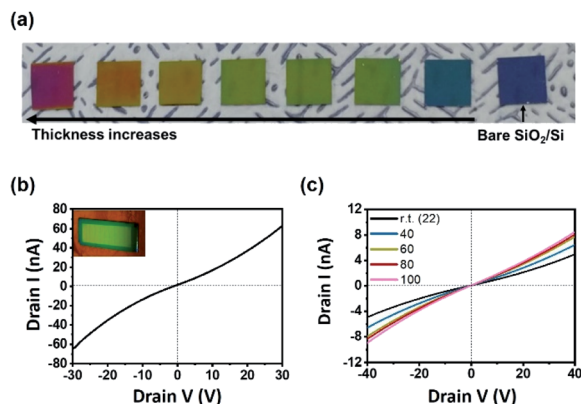 (a)
Thickness increases
Bare SiO₂/Si
(b)
80
60
40
20
0
-20
-40
-60
-80
-30 -20 -10 0 10 20 30
Drain I (nA)
Drain V (V)
(c)
12
8
4
0
-4
-8
-12
-40 -20 0 20 40
Drain I (nA)
Drain V (V)
r.t. (22)
40
60
80
100